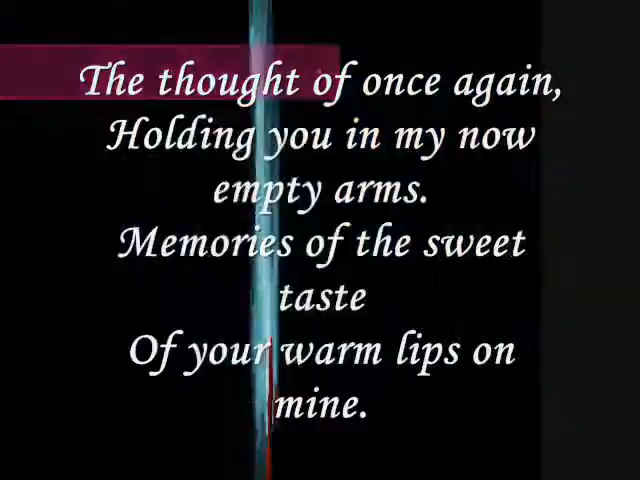 The thought of once again,
Holding you in my now
empty arms.
Memories of the sweet
taste
Of your warm lips on
mine.